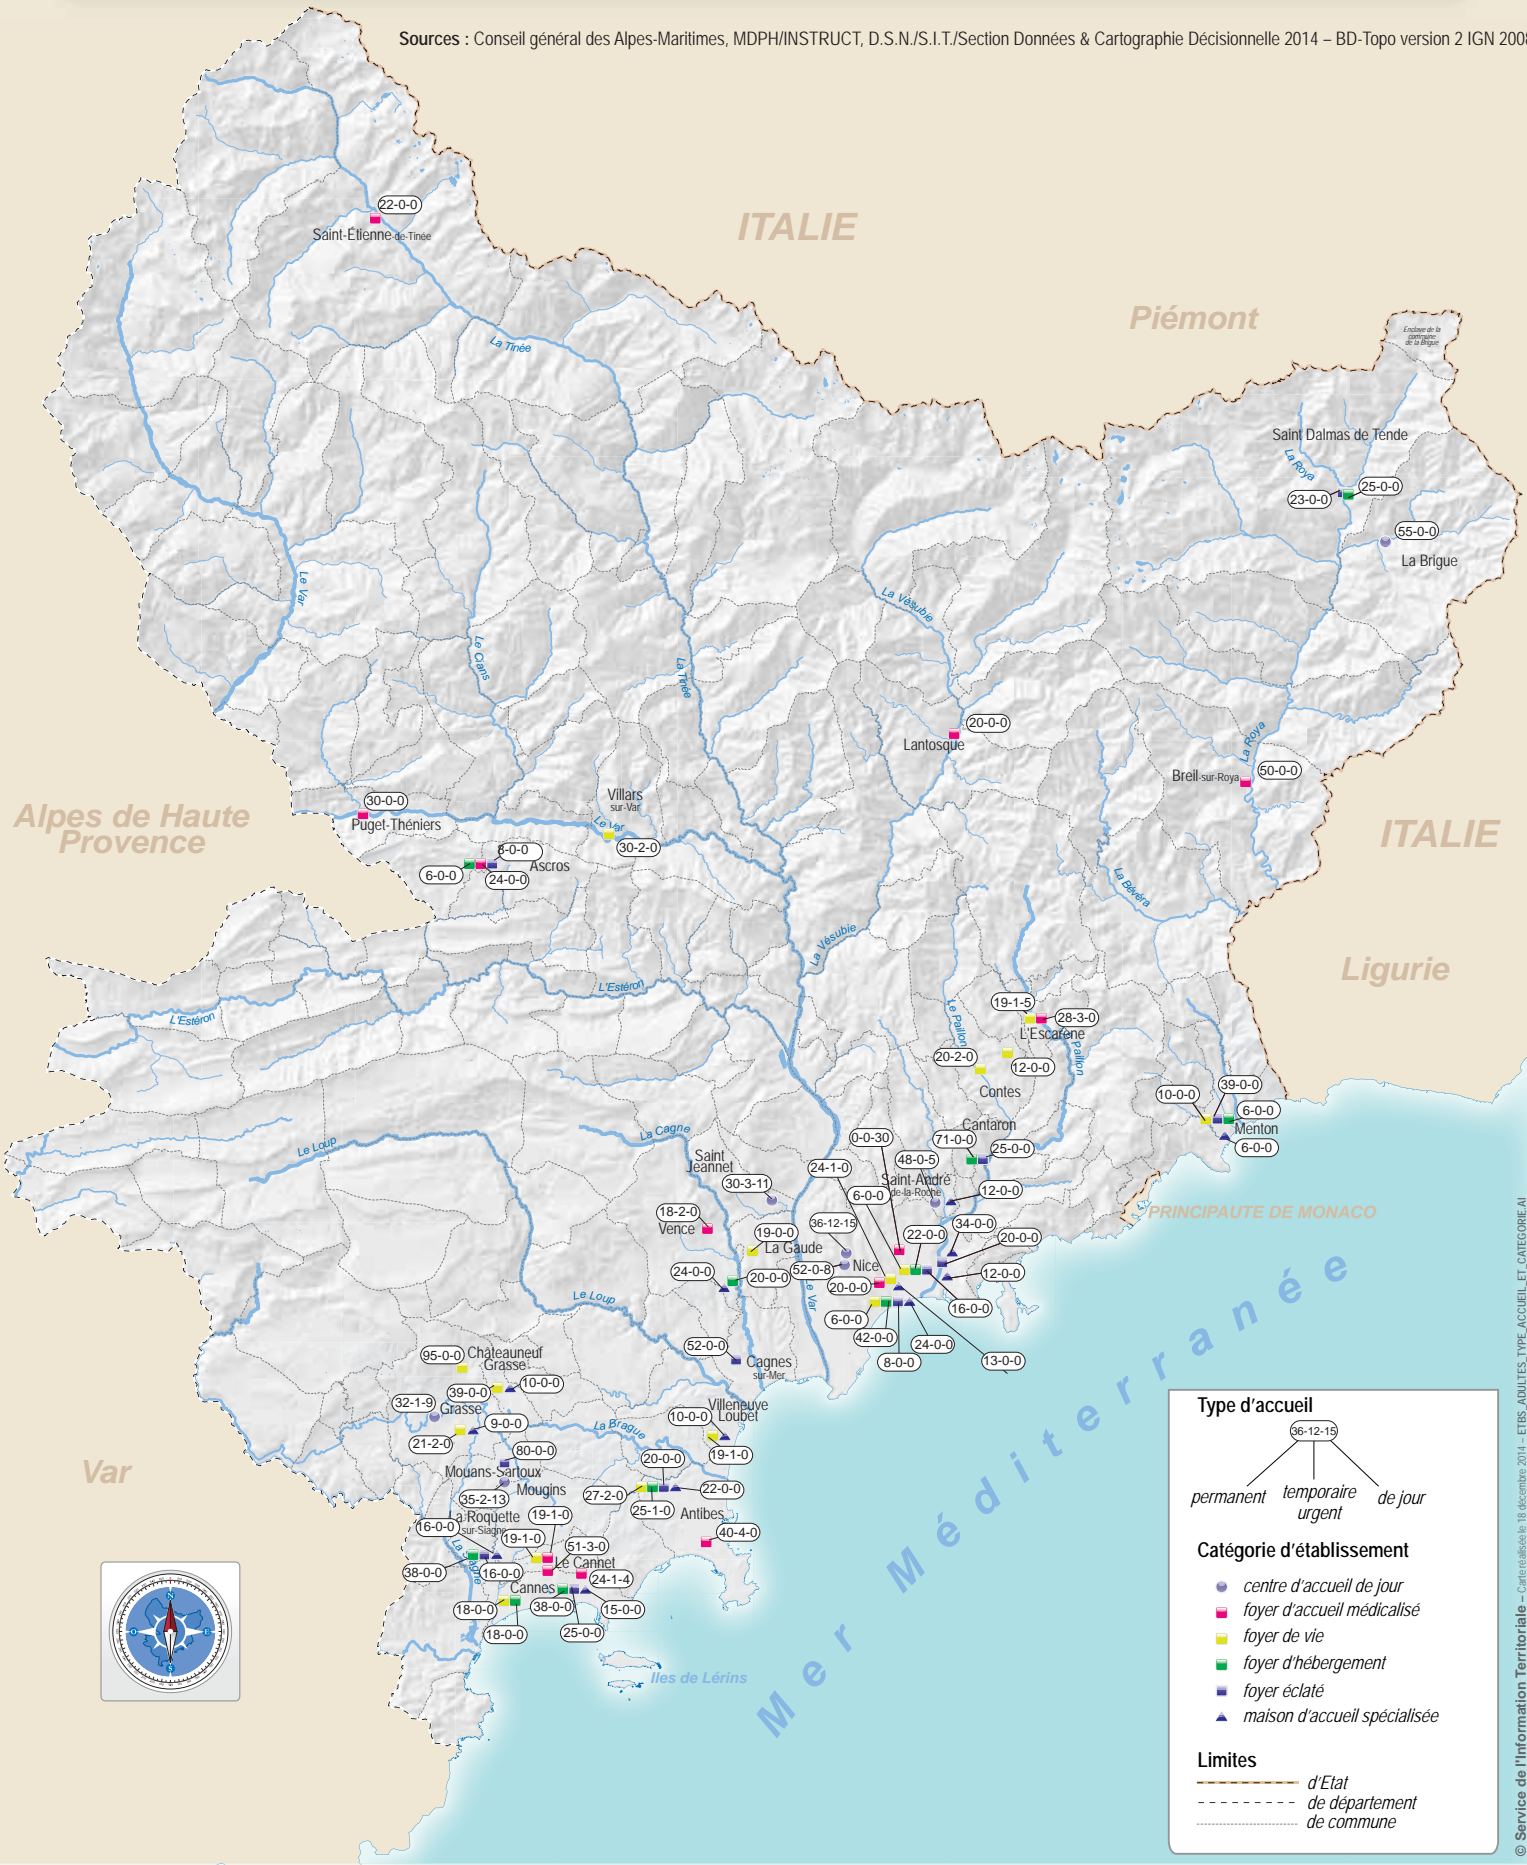 Sources : Conseil général des Alpes-Maritimes, MDPH/INSTRUCT, D.S.N./S.I.T./Section Données & Cartographie Décisionnelle 2014 – BD-Topo version 2 IGN 2008
22-0-0
Saint-Étienne-de-Tinée
ITALIE
Piémont
Enclave de la
commune
de la Brigue
La Tinée
Saint Dalmas de Tende
La Roya
23-0-0
25-0-0
55-0-0
La Brigue
Le Var
La Vésubie
Le Cians
La Tinée
20-0-0
Lantosque
La Roya
Breil-sur-Roya
50-0-0
Alpes de Haute
Provence
30-0-0
Puget-Théniers
Villars
sur-Var
Le Var
30-2-0
ITALIE
8-0-0
Ascros
6-0-0
24-0-0
La Bévéra
La Vésubie
Ligurie
L'Estéron
L'Estéron
Le Paillon
19-1-5
28-3-0
L'Escarène
Paillon
20-2-0
12-0-0
Contes
39-0-0
10-0-0
6-0-0
Menton
6-0-0
La Cagne
Le Loup
Cantaron
0-0-30
71-0-0
25-0-0
Saint
Jeannet
24-1-0
48-0-5
30-3-11
6-0-0
Saint-André
de-la-Roche
12-0-0
18-2-0
Vence
36-12-15
22-0-0
34-0-0
PRINCIPAUTE DE MONACO
19-0-0
La Gaude
20-0-0
52-0-8
Nice
24-0-0
20-0-0
20-0-0
12-0-0
Le Var
Le Loup
16-0-0
6-0-0
42-0-0
24-0-0
8-0-0
13-0-0
52-0-0
Cagnes
sur-Mer
95-0-0
Châteauneuf
Grasse
39-0-0
10-0-0
32-1-9
Grasse
9-0-0
21-2-0
La Brague
10-0-0
Villeneuve
Loubet
19-1-0
80-0-0
Var
Mouans-Sartoux
Mougins
35-2-13
20-0-0
27-2-0
22-0-0
25-1-0
Antibes
La Roquette
sur-Siagne
16-0-0
19-1-0
19-1-0
51-3-0
40-4-0
Le Cannet
38-0-0
16-0-0
24-1-4
Cannes
38-0-0
15-0-0
18-0-0
18-0-0
25-0-0
Iles de Lérins
Mer Méditerranée
N
O
E
S
Type d'accueil
36-12-15
permanent
temporaire
urgent
de jour
Catégorie d'établissement
centre d'accueil de jour
foyer d'accueil médicalisé
foyer de vie
foyer d'hébergement
foyer éclaté
maison d'accueil spécialisée
Limites
d'Etat
de département
de commune
© Service de l'Information Territoriale – Carte réalisée le 18 décembre 2014 – ETBS_ADULTES_TYPE_ACCUEIL_ET_CATEGORIE.AI